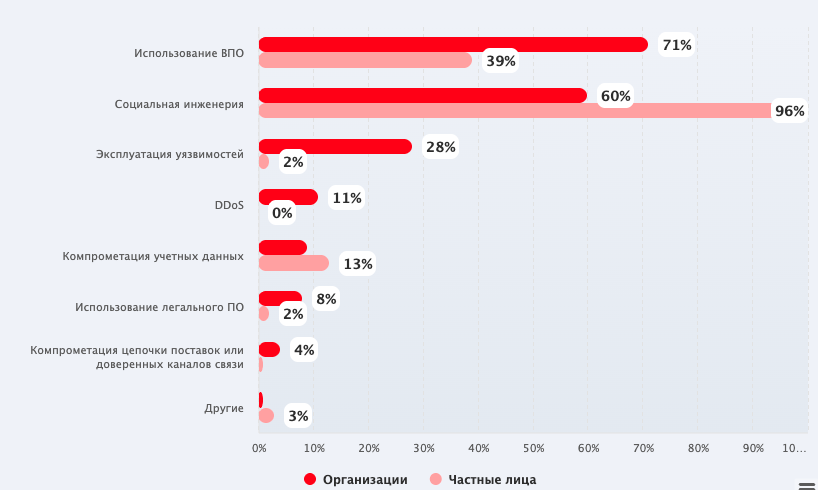 71%
Использование ВПО
39%
60%
Социальная инженерия
96%
28%
Эксплуатация уязвимостей
2%
11%
DDoS
0%
Компрометация учетных данных
13%
8%
Использование легального ПО
2%
Компрометация цепочки поставок или
4%
доверенных каналов связи
Другие
3%
0% 10% 20% 30% 40% 50% 60% 70% 80% 90% 10...
Организации Частные лица